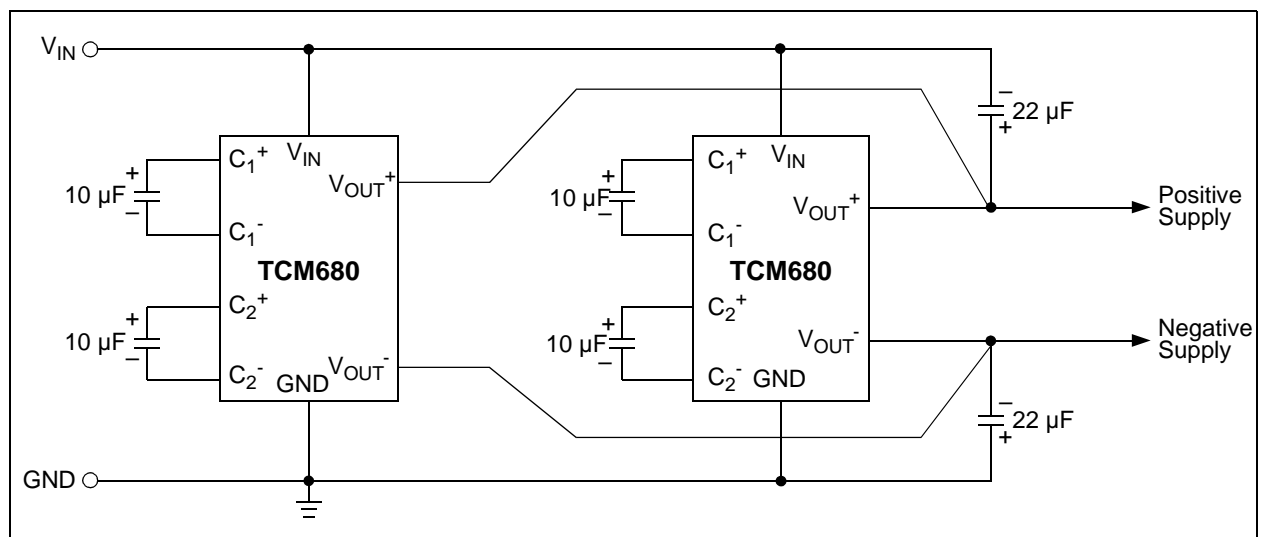 V_IN
GND
C₁⁺
V_IN
V_OUT⁺
10 µF
+
–
C₁⁻
TCM680
C₂⁺
10 µF
+
–
C₂⁻
GND
V_OUT⁻
C₁⁺
V_IN
V_OUT⁺
10 µF
+
–
C₁⁻
TCM680
C₂⁺
10 µF
+
–
C₂⁻
GND
V_OUT⁻
–
22 µF
+
Positive
Supply
Negative
Supply
–
22 µF
+